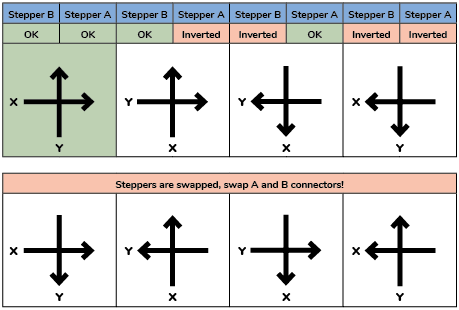 Stepper B Stepper A Stepper B Stepper A Stepper B Stepper A Stepper B Stepper A
OK OK OK Inverted Inverted OK Inverted Inverted
X Y Y X
Y X X Y
Steppers are swapped, swap A and B connectors!
X Y Y X
Y X X Y